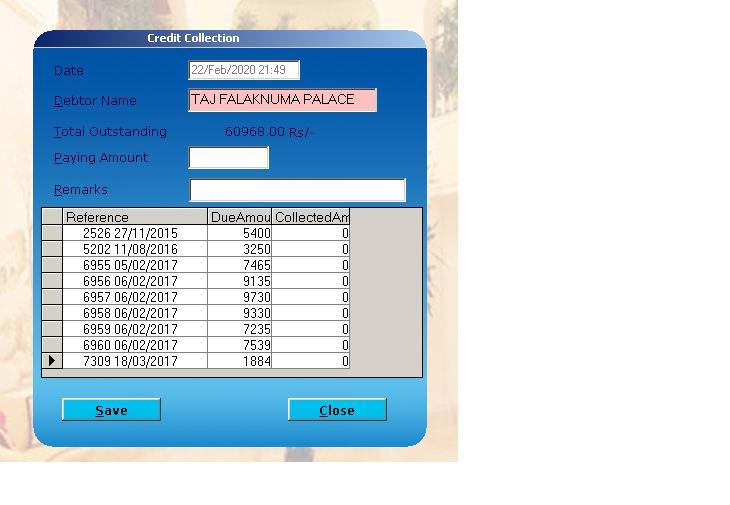 Credit Collection
Date 22/Feb/2020 21:49
Debtor Name TAJ FALAKNUMA PALACE
Total Outstanding 60968.00 Rs/-
Paying Amount
Remarks
Reference DueAmou CollectedAm
2526 27/11/2015 5400 0
5202 11/08/2016 3250 0
6955 05/02/2017 7465 0
6956 06/02/2017 9135 0
6957 06/02/2017 9730 0
6958 06/02/2017 9330 0
6959 06/02/2017 7235 0
6960 06/02/2017 7539 0
7309 18/03/2017 1884 0
Save Close